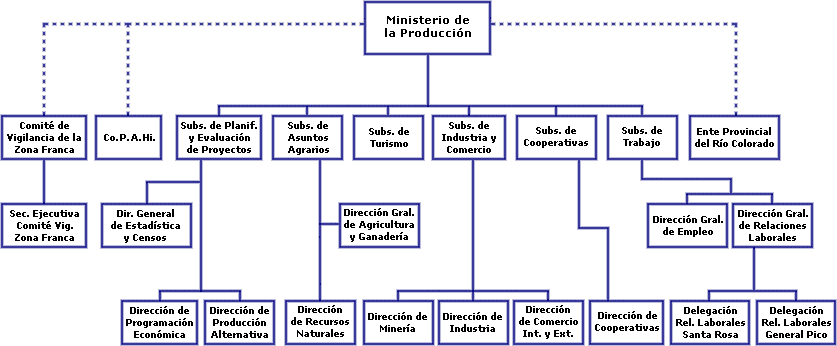 Ministerio de
la Producción
Comité de
Vigilancia de la
Zona Franca
Co.P.A.Hi.
Subs. de Planif.
y Evaluación
de Proyectos
Subs. de
Asuntos
Agrarios
Subs. de
Turismo
Subs. de
Industria y
Comercio
Subs. de
Cooperativas
Subs. de
Trabajo
Ente Provincial
del Río Colorado
Sec. Ejecutiva
Comité Vig.
Zona Franca
Dir. General
de Estadística
y Censos
Dirección Gral.
de Agricultura
y Ganadería
Dirección Gral.
de Empleo
Dirección Gral.
de Relaciones
Laborales
Dirección de
Programación
Económica
Dirección de
Producción
Alternativa
Dirección
de Recursos
Naturales
Dirección
de Minería
Dirección de
Industria
Dirección
de Comercio
Int. y Ext.
Dirección de
Cooperativas
Delegación
Rel. Laborales
Santa Rosa
Delegación
Rel. Laborales
General Pico